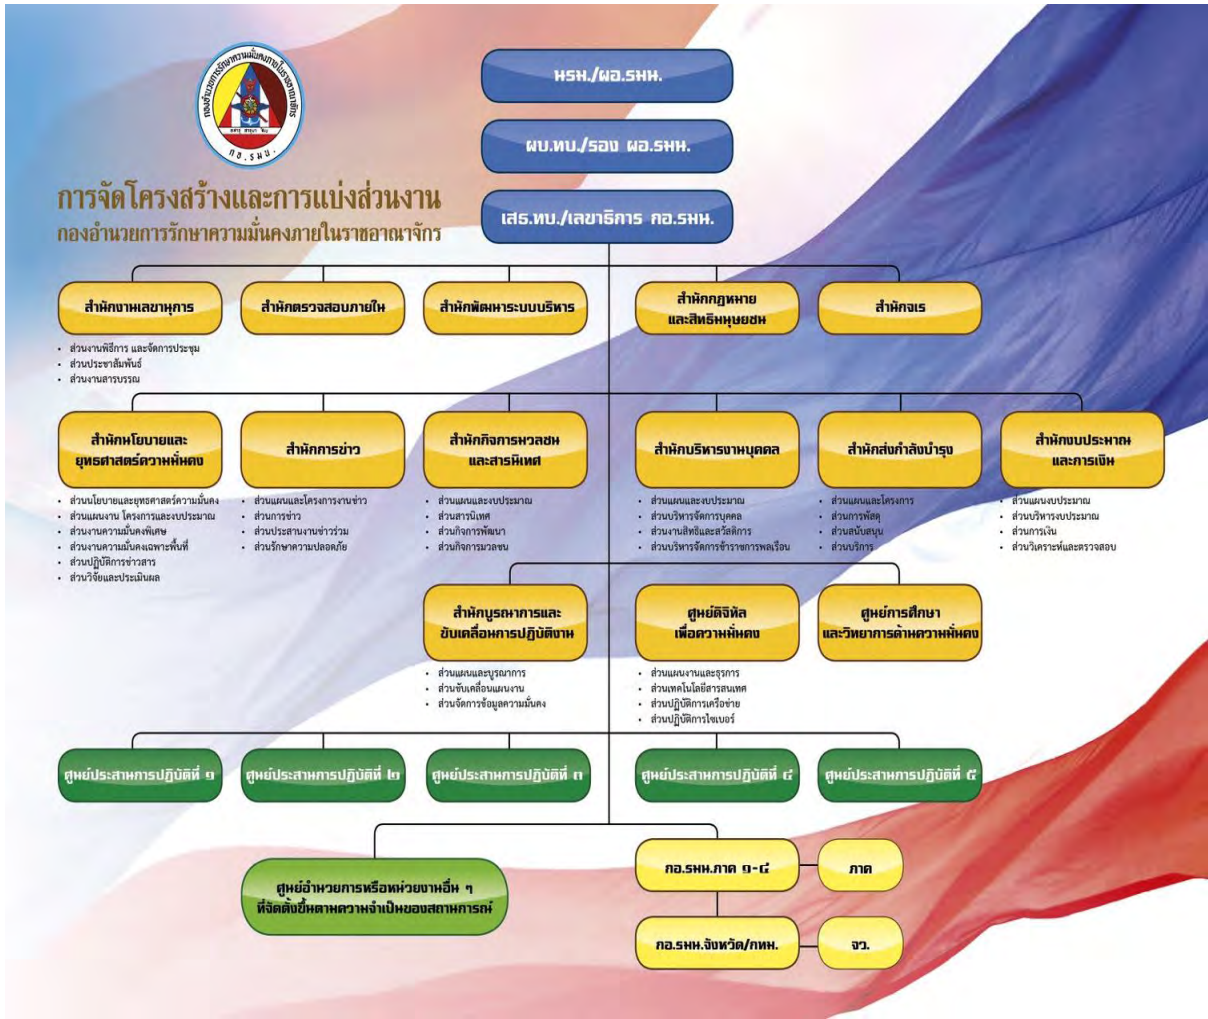 กองอำนวยการรักษาความมั่นคงภายในราชอาณาจักร
กอ.รมน.
การจัดโครงสร้างและการแบ่งส่วนงาน
กองอำนวยการรักษาความมั่นคงภายในราชอาณาจักร
นรม./ผอ.รมน.
ผบ.ทบ./รอง ผอ.รมน.
เสธ.ทบ./เลขาธิการ กอ.รมน.
สำนักงานเลขานุการ
• ส่วนงานพิธีการ และจัดการประชุม
• ส่วนประชาสัมพันธ์
• ส่วนงานสารบรรณ
สำนักตรวจสอบภายใน
สำนักพัฒนาระบบบริหาร
สำนักกฎหมาย
และสิทธิมนุษยชน
สำนักจเร
สำนักนโยบายและ
ยุทธศาสตร์ความมั่นคง
• ส่วนนโยบายและยุทธศาสตร์ความมั่นคง
• ส่วนแผนงาน โครงการและงบประมาณ
• ส่วนงานความมั่นคงพิเศษ
• ส่วนงานความมั่นคงเฉพาะพื้นที่
• ส่วนปฏิบัติการข่าวสาร
• ส่วนวิจัยและประเมินผล
สำนักการข่าว
• ส่วนแผนและโครงการงานข่าว
• ส่วนการข่าว
• ส่วนประสานงานข่าวร่วม
• ส่วนรักษาความปลอดภัย
สำนักกิจการมวลชน
และสารนิเทศ
• ส่วนแผนและงบประมาณ
• ส่วนสารนิเทศ
• ส่วนกิจการพัฒนา
• ส่วนกิจการมวลชน
สำนักบริหารงานบุคคล
• ส่วนแผนและงบประมาณ
• ส่วนบริหารจัดการบุคคล
• ส่วนงานสิทธิและสวัสดิการ
• ส่วนบริหารจัดการข้าราชการพลเรือน
สำนักส่งกำลังบำรุง
• ส่วนแผนและโครงการ
• ส่วนการพัสดุ
• ส่วนสนับสนุน
• ส่วนบริการ
สำนักงบประมาณ
และการเงิน
• ส่วนแผนงบประมาณ
• ส่วนบริหารงบประมาณ
• ส่วนการเงิน
• ส่วนวิเคราะห์และตรวจสอบ
สำนักบูรณาการและ
ขับเคลื่อนการปฏิบัติงาน
• ส่วนแผนและบูรณาการ
• ส่วนขับเคลื่อนแผนงาน
• ส่วนจัดการข้อมูลความมั่นคง
ศูนย์ดิจิทัล
เพื่อความมั่นคง
• ส่วนแผนงานและธุรการ
• ส่วนเทคโนโลยีสารสนเทศ
• ส่วนปฏิบัติการเครือข่าย
• ส่วนปฏิบัติการไซเบอร์
ศูนย์การศึกษา
และวิทยาการด้านความมั่นคง
ศูนย์ประสานการปฏิบัติที่ ๑
ศูนย์ประสานการปฏิบัติที่ ๒
ศูนย์ประสานการปฏิบัติที่ ๓
ศูนย์ประสานการปฏิบัติที่ ๔
ศูนย์ประสานการปฏิบัติที่ ๕
ศูนย์อำนวยการหรือหน่วยงานอื่น ๆ
ที่จัดตั้งขึ้นตามความจำเป็นของสถานการณ์
กอ.รมน.ภาค ๑-๔
ภาค
กอ.รมน.จังหวัด/กทม.
จว.